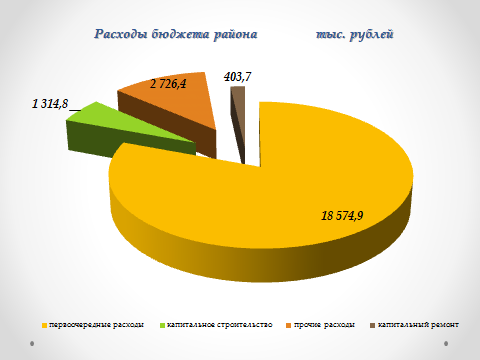 Расходы бюджета района тыс. рублей
2 726,4
403,7
1 314,8
18 574,9
первоочередные расходы
капитальное строительство
прочие расходы
капитальный ремонт